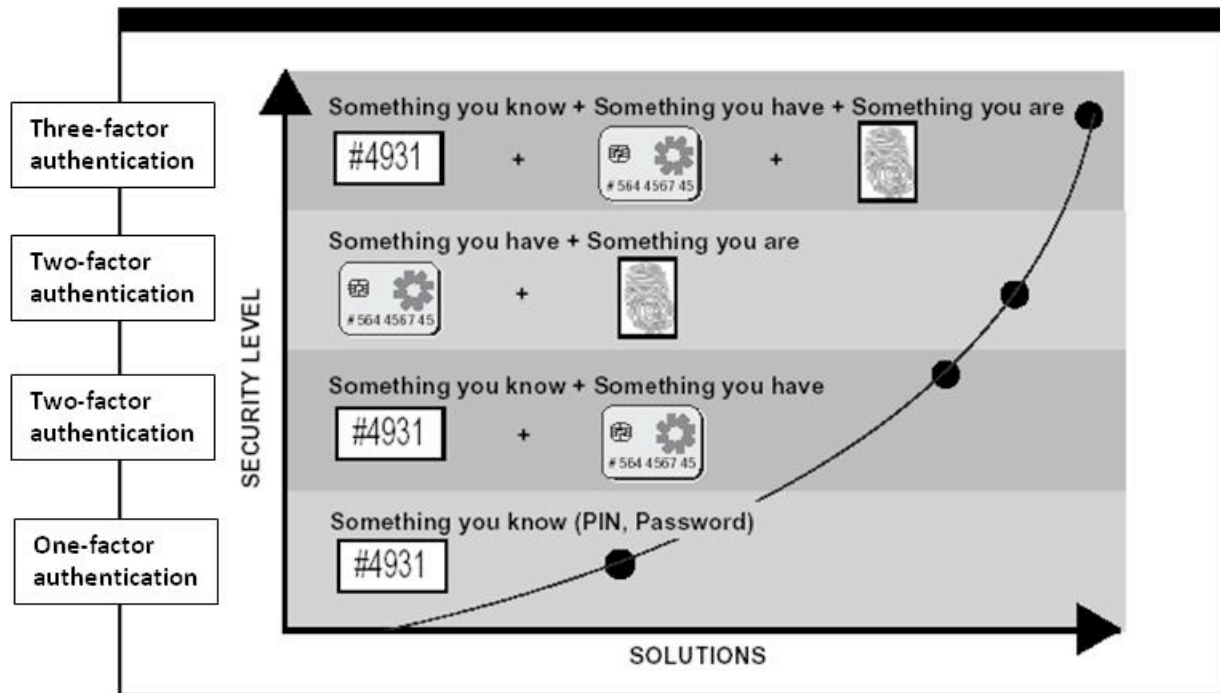 Three-factor
authentication
Something you know + Something you have + Something you are
#4931
+
# 564 4567 45
+
Two-factor
authentication
Something you have + Something you are
# 564 4567 45
+
Two-factor
authentication
Something you know + Something you have
#4931
+
# 564 4567 45
One-factor
authentication
Something you know (PIN, Password)
#4931
SECURITY LEVEL
SOLUTIONS